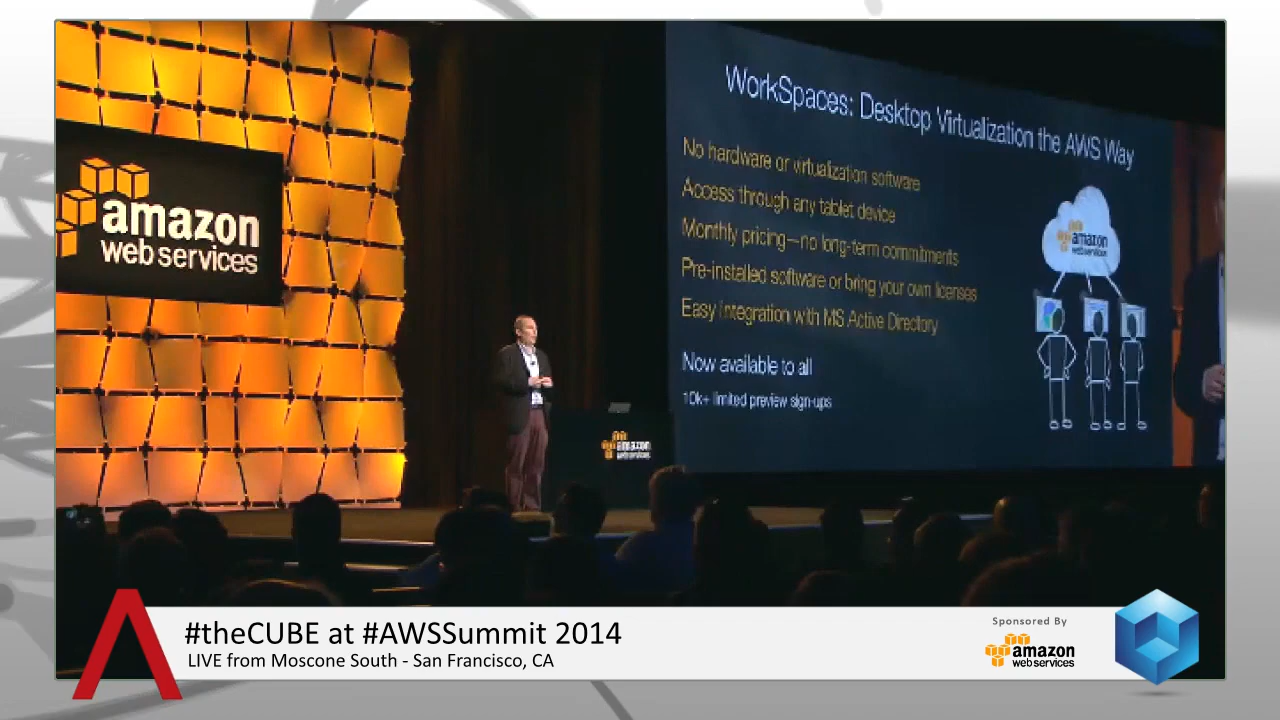 amazon
web services
WorkSpaces: Desktop Virtualization the AWS Way
No hardware or virtualization software
Access through any tablet device
Monthly pricing—no long-term commitments
Pre-installed software or bring your own licenses
Easy integration with MS Active Directory
Now available to all
10k+ limited preview sign-ups
amazon
web services
amazon
web services
#theCUBE at #AWSSummit 2014
LIVE from Moscone South - San Francisco, CA
Sponsored By
amazon
web services